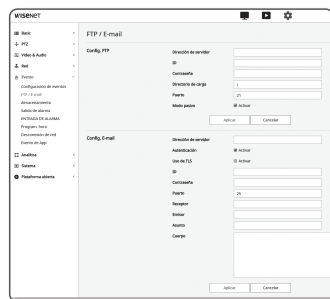 WISENET
Basic
PTZ
Video & Audio
Red
Evento
Configuración de eventos
FTP / E-mail
Almacenamiento
Salida de alarma
ENTRADA DE ALARMA
Program. hora
Desconexión de red
Evento de App
Analítica
Sistema
Plataforma abierta
FTP / E-mail
Config. FTP
Dirección de servidor
ID
Contraseña
Directorio de carga /
Puerto 21
Modo pasivo Activar
Aplicar Cancelar
Config. E-mail
Dirección de servidor
Autenticación Activar
Uso de TLS Activar
ID
Contraseña
Puerto 25
Receptor
Emisor
Asunto
Cuerpo
Aplicar Cancelar